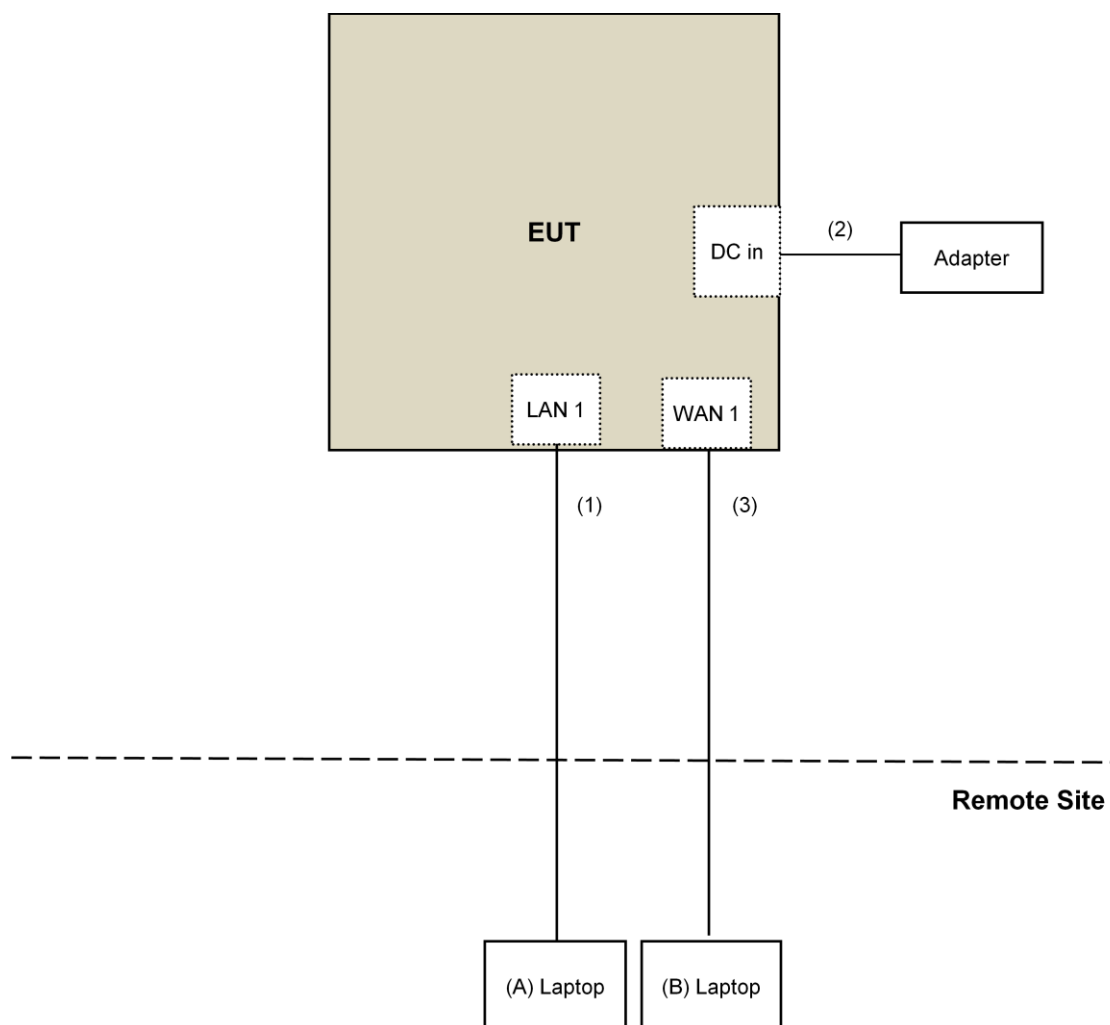 EUT
DC in
(2)
Adapter
LAN 1
WAN 1
(1)
(3)
Remote Site
(A) Laptop
(B) Laptop